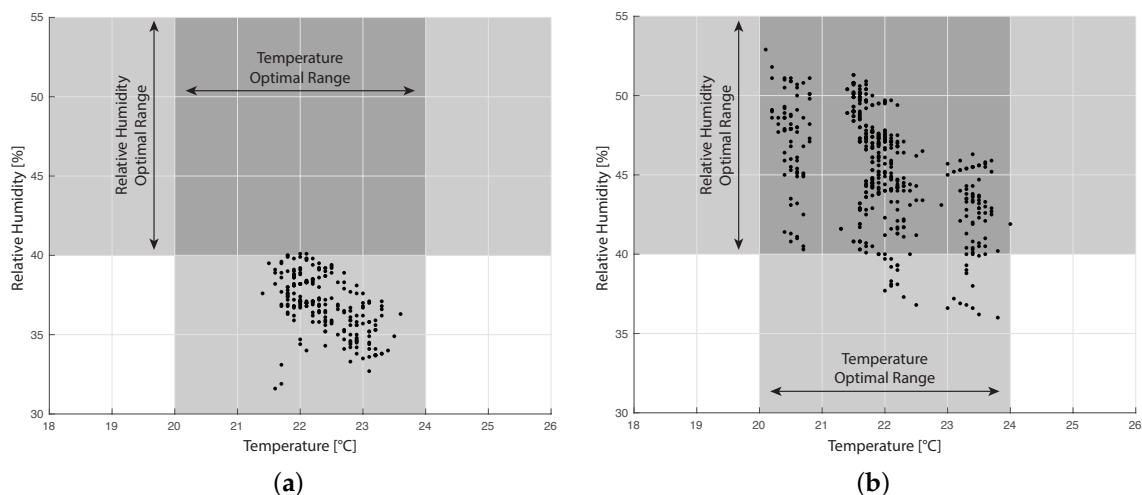 55
50
45
40
35
30
Relative Humidity [%]
Relative Humidity
Optimal Range
Temperature
Optimal Range
18 19 20 21 22 23 24 25 26
Temperature [°C]
(a)
55
50
45
40
35
30
Relative Humidity [%]
Relative Humidity
Optimal Range
Temperature
Optimal Range
18 19 20 21 22 23 24 25 26
Temperature [°C]
(b)